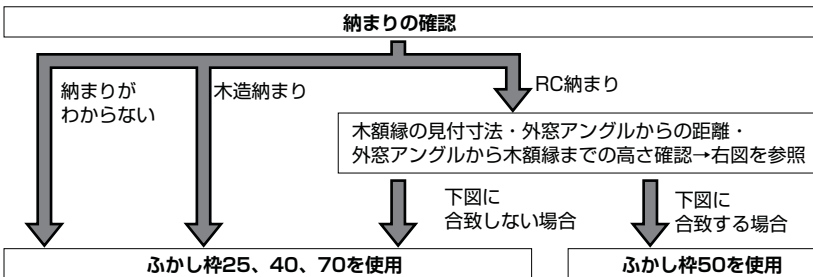 納まりの確認
納まりが
わからない
木造納まり
RC納まり
木額縁の見付寸法・外窓アングルからの距離・
外窓アングルから木額縁までの高さ確認→右図を参照
下図に
合致しない場合
下図に
合致する場合
ふかし枠25、40、70を使用
ふかし枠50を使用